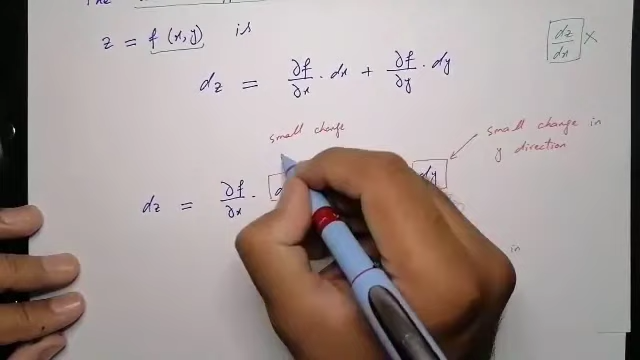 The
z = f(x,y) is
dz/dx ×
dz = ∂f/∂x · dx + ∂f/∂y · dy
small change
small change in
y direction
dz = ∂f/∂x · dy
in